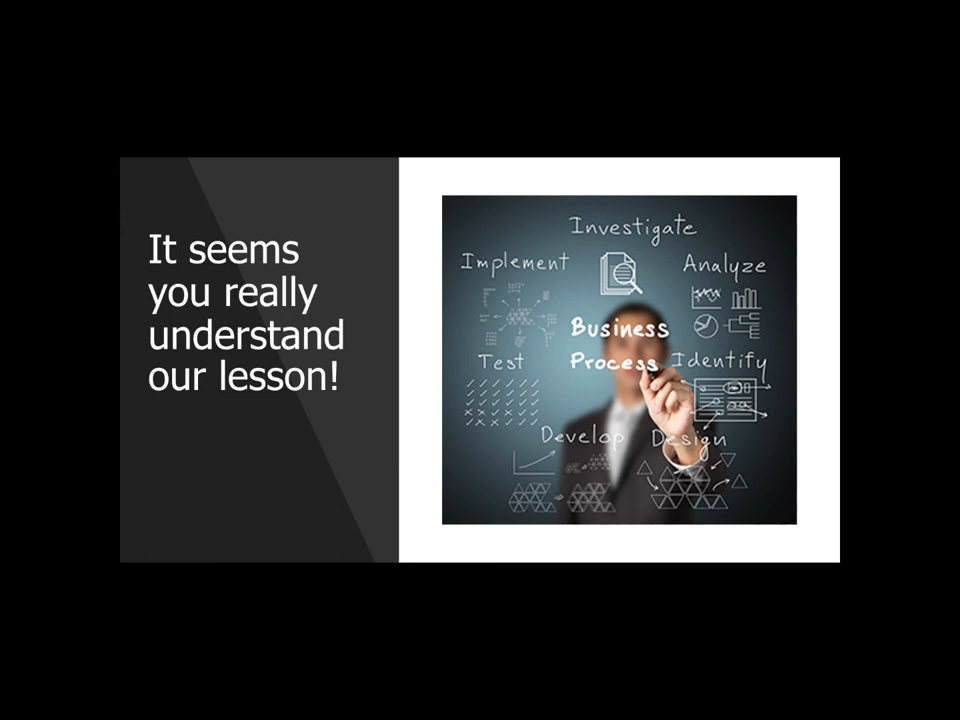 It seems
you really
understand
our lesson!
Investigate
Implement
Analyze
Business
Process
Test
Identify
Develop
Design